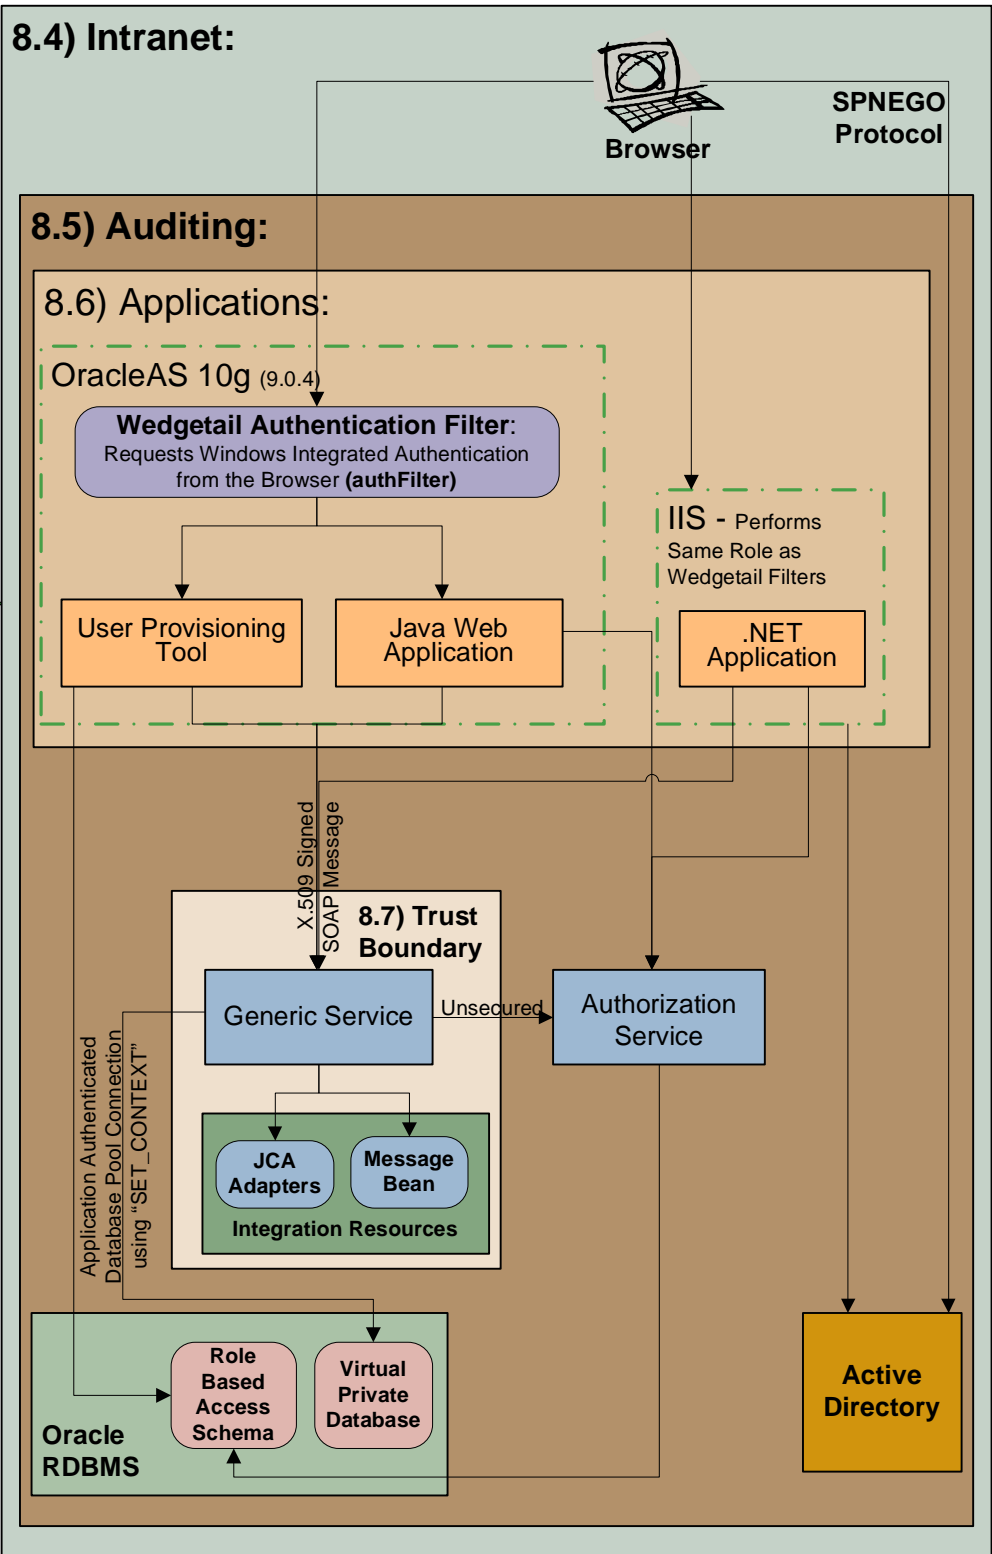 8.4) Intranet:
SPNEGO
Protocol
Browser
8.5) Auditing:
8.6) Applications:
OracleAS 10g (9.0.4)
Wedgetail Authentication Filter:
Requests Windows Integrated Authentication
from the Browser (authFilter)
IIS - Performs
Same Role as
Wedgetail Filters
User Provisioning
Tool
Java Web
Application
.NET
Application
X.509 Signed
SOAP Message
8.7) Trust
Boundary
Generic Service
Unsecured
Authorization
Service
Application Authenticated
Database Pool Connection
using “SET_CONTEXT”
JCA
Adapters
Message
Bean
Integration Resources
Role
Based
Access
Schema
Virtual
Private
Database
Oracle
RDBMS
Active
Directory